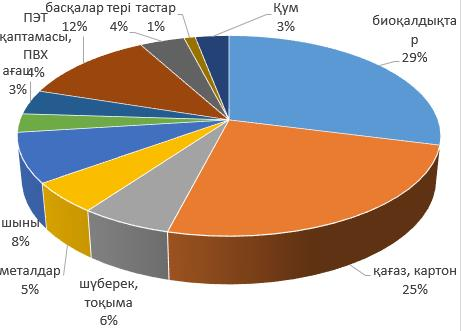 ПЭТ
қаптамасы,
ПВХ
4%
ағаш
3%
басқалар
12%
тері
4%
тастар
1%
Құм
3%
биоқалдықта
р
29%
қағаз, картон
25%
шүберек,
тоқыма
6%
металдар
5%
шыны
8%